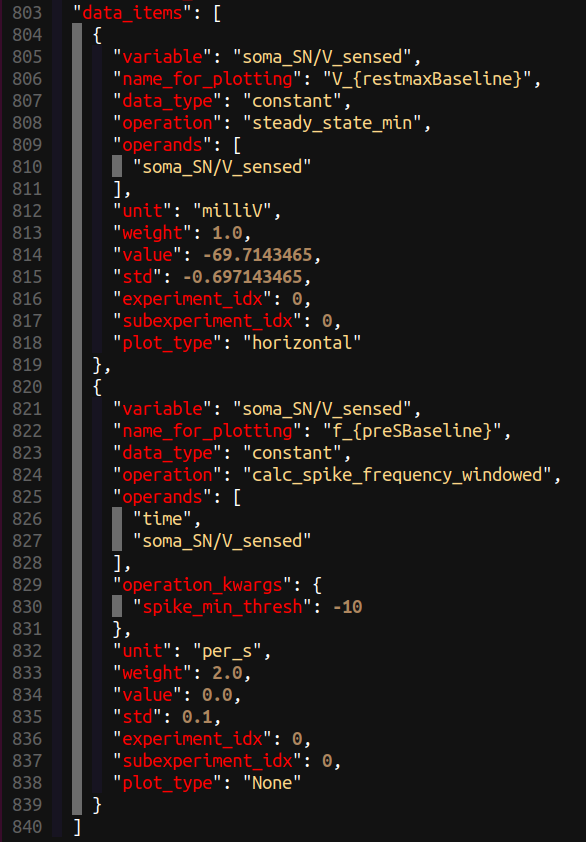 803 "data_items": [
804 {
805 "variable": "soma_SN/V_sensed",
806 "name_for_plotting": "V_{restmaxBaseline}",
807 "data_type": "constant",
808 "operation": "steady_state_min",
809 "operands": [
810 "soma_SN/V_sensed"
811 ],
812 "unit": "milliV",
813 "weight": 1.0,
814 "value": -69.7143465,
815 "std": -0.697143465,
816 "experiment_idx": 0,
817 "subexperiment_idx": 0,
818 "plot_type": "horizontal"
819 },
820 {
821 "variable": "soma_SN/V_sensed",
822 "name_for_plotting": "f_{preSBaseline}",
823 "data_type": "constant",
824 "operation": "calc_spike_frequency_windowed",
825 "operands": [
826 "time",
827 "soma_SN/V_sensed"
828 ],
829 "operation_kwargs": {
830 "spike_min_thresh": -10
831 },
832 "unit": "per_s",
833 "weight": 2.0,
834 "value": 0.0,
835 "std": 0.1,
836 "experiment_idx": 0,
837 "subexperiment_idx": 0,
838 "plot_type": "None"
839 }
840 ]